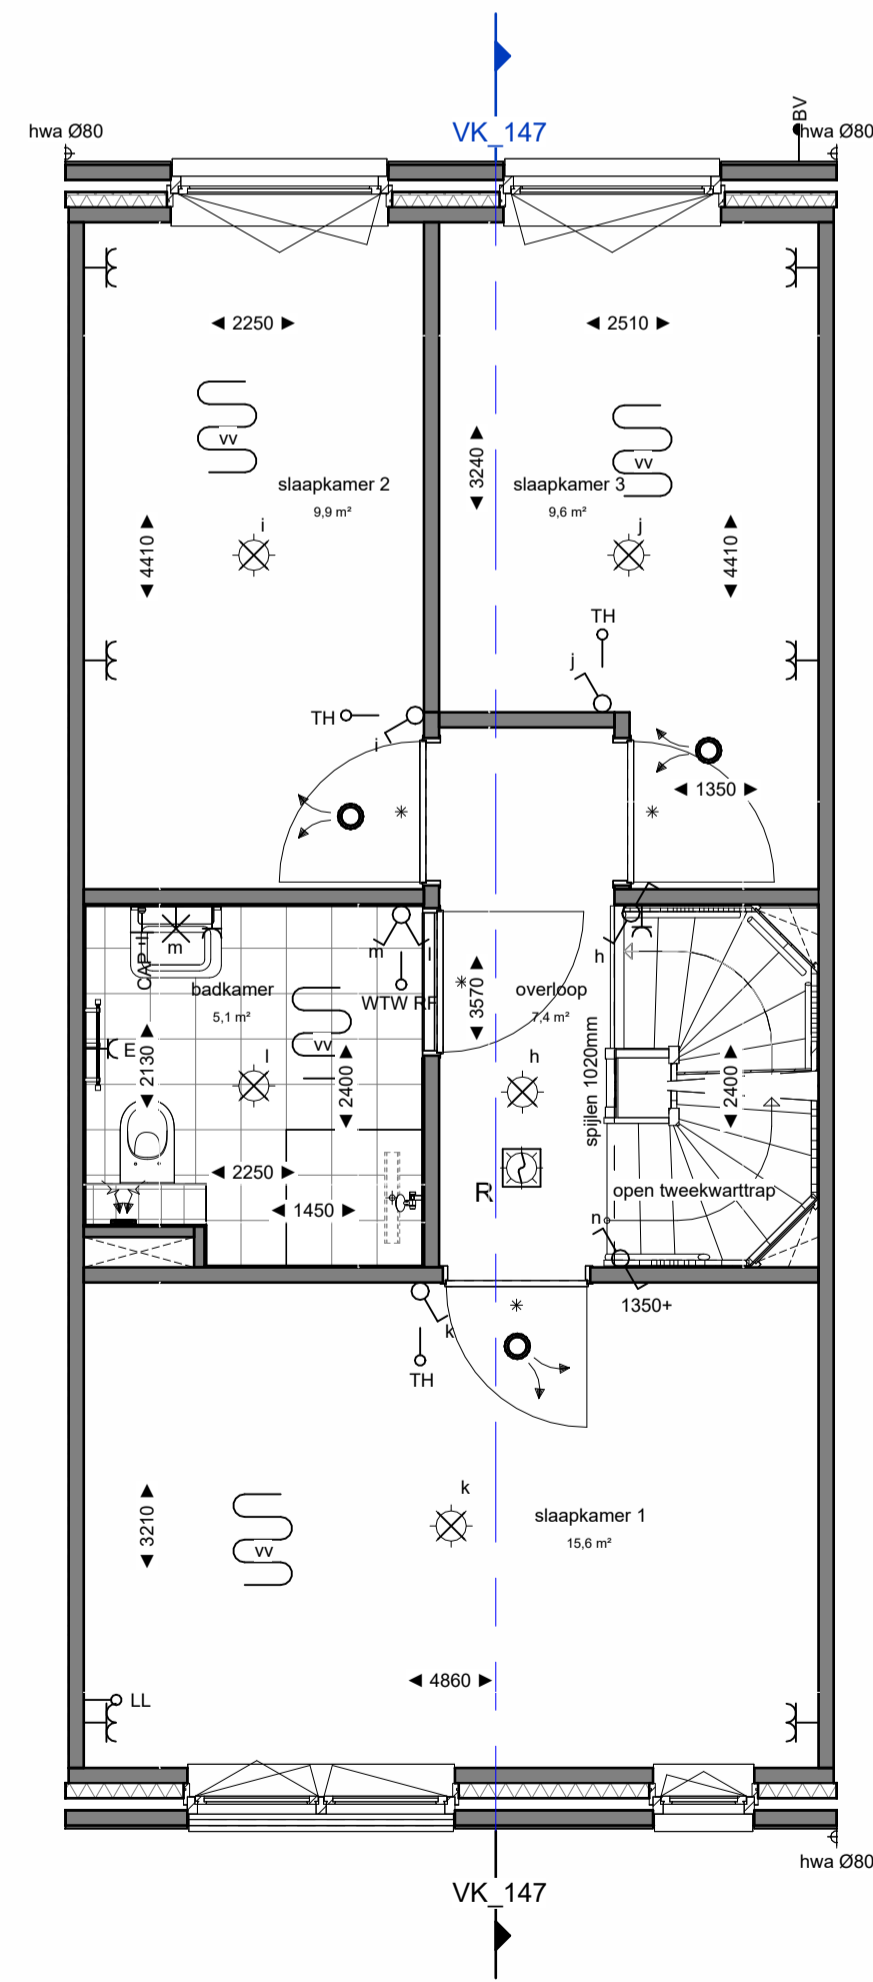 BV
hwa Ø80
VK_147
hwa Ø80
2250
2510
vv
vv
3240
slaapkamer 2
9,9 m²
slaapkamer 3
9,6 m²
i
j
4410
4410
TH
j
TH
i
1350
m
CAP-H
m
l
h
badkamer
5,1 m²
WTW RF
3570
overloop
7,4 m²
E
vv
2130
l
2400
h
spijlen 1020mm
2400
2250
1450
R
open tweekwarttrap
n
1350+
k
TH
k
slaapkamer 1
15,6 m²
3210
vv
4860
LL
hwa Ø80
VK_147